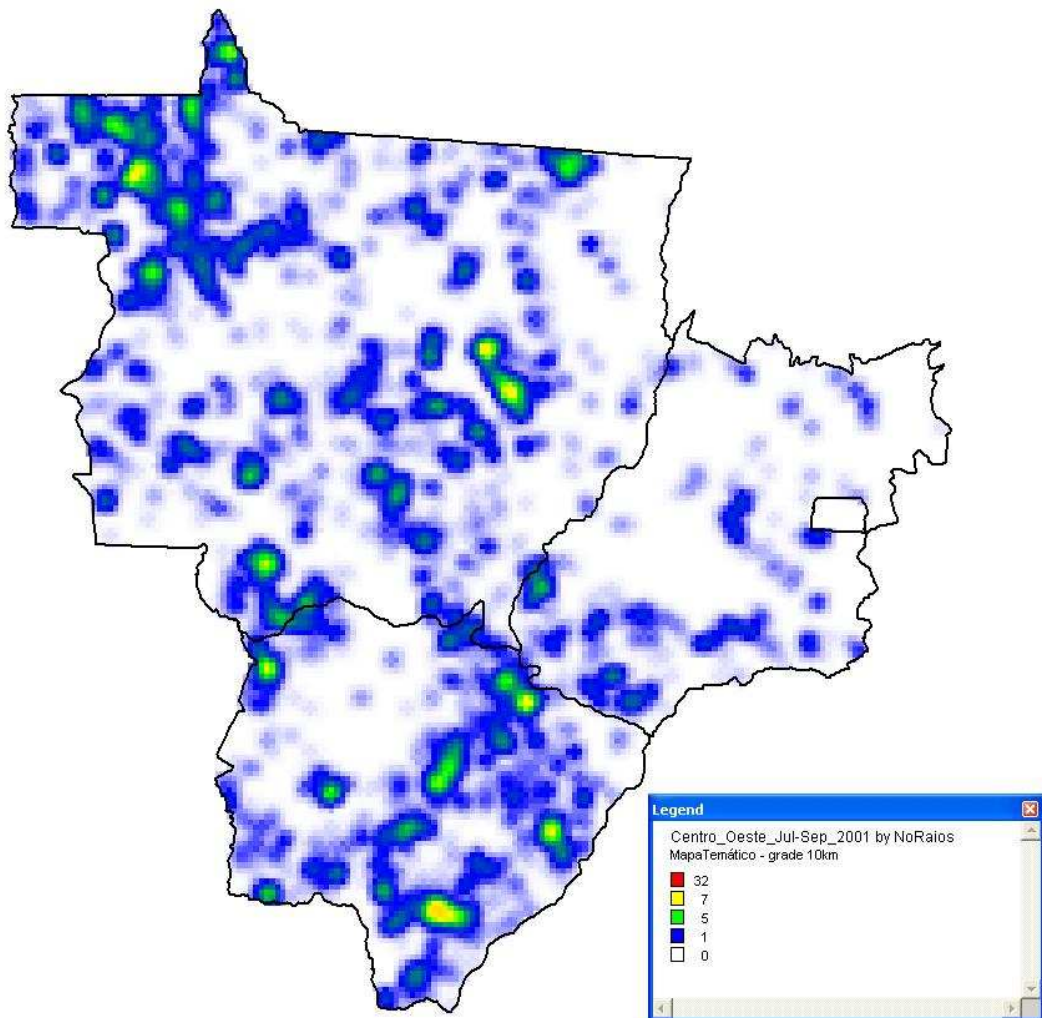 Legend
Centro_Oeste_Jul-Sep_2001 by NoRaios
MapaTemático - grade 10km
32
7
5
1
0